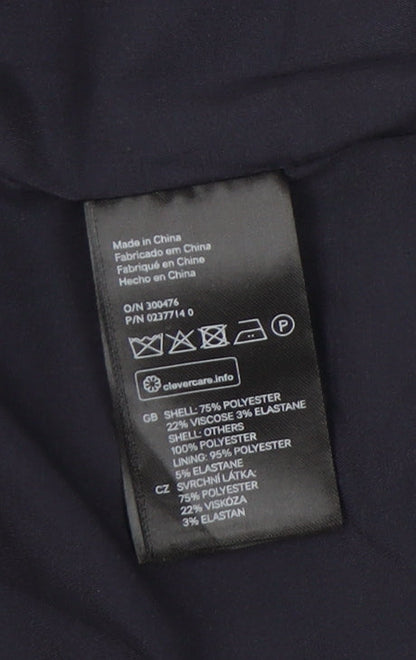 Made in China
Fabricado em China
Fabriqué en Chine
Hecho en China
O/N 300476
P/N 0237714 0
P
clevercare.info
GB SHELL: 75% POLYESTER
22% VISCOSE 3% ELASTANE
SHELL: OTHERS
100% POLYESTER
LINING: 95% POLYESTER
5% ELASTANE
CZ SVRCHNÍ LÁTKA:
75% POLYESTER
22% VISKÓZA
3% ELASTAN